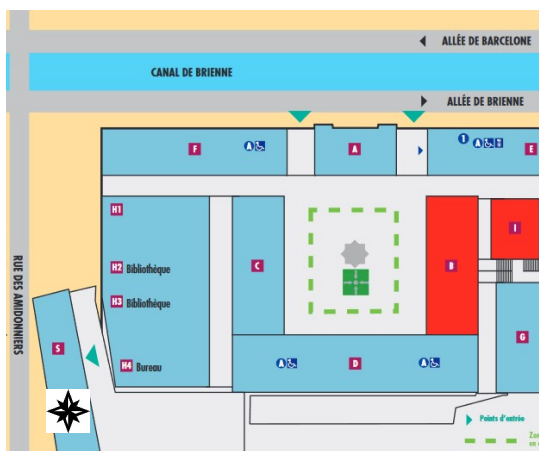 ALLÉE DE BARCELONE
CANAL DE BRIENNE
ALLÉE DE BRIENNE
F
A
A
1
A
E
H1
I
RUE DES AMIDONNIERS
H2 Bibliothèque
C
B
H3 Bibliothèque
G
S
H4 Bureau
A
D
A
Points d'entrée